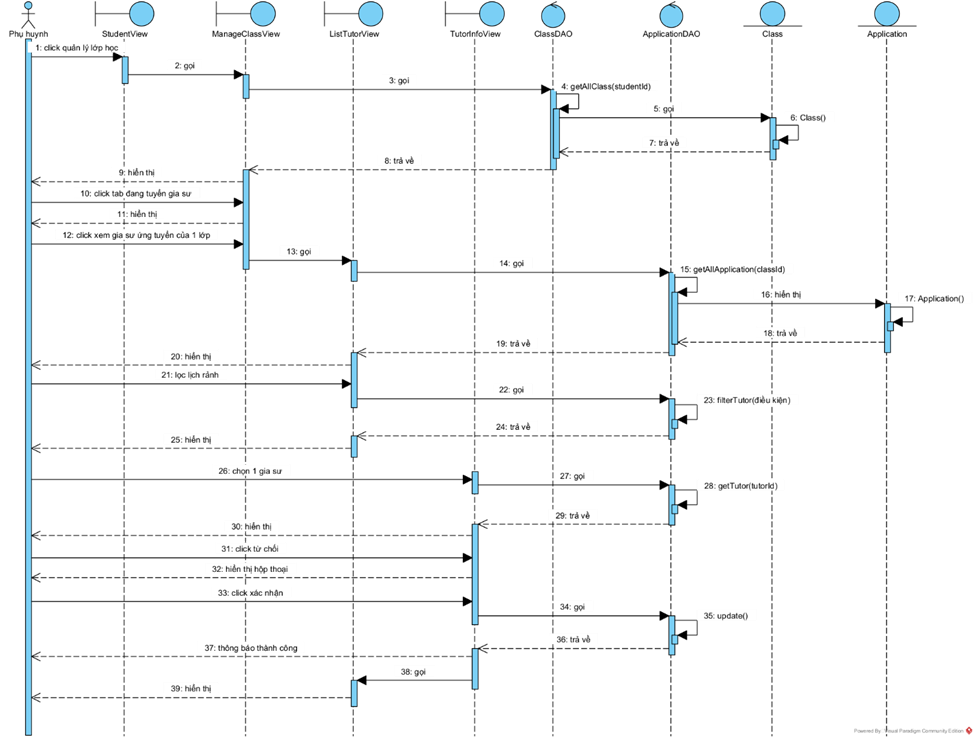 Phụ huynh
StudentView
ManageClassView
ListTutorView
TutorInfoView
ClassDAO
ApplicationDAO
Class
Application
1: click quản lý lớp học
2: gọi
3: gọi
4: getAllClass(studentId)
5: gọi
6: Class()
7: trả về
8: trả về
9: hiển thị
10: click tab đang tuyển gia sư
11: hiển thị
12: click xem gia sư ứng tuyển của 1 lớp
13: gọi
14: gọi
15: getAllApplication(classId)
16: hiển thị
17: Application()
18: trả về
19: trả về
20: hiển thị
21: lọc lịch rảnh
22: gọi
23: filterTutor(điều kiện)
24: trả về
25: hiển thị
26: chọn 1 gia sư
27: gọi
28: getTutor(tutorId)
29: trả về
30: hiển thị
31: click từ chối
32: hiển thị hộp thoại
33: click xác nhận
34: gọi
35: update()
36: trả về
37: thông báo thành công
38: gọi
39: hiển thị
Powered By Visual Paradigm Community Edition